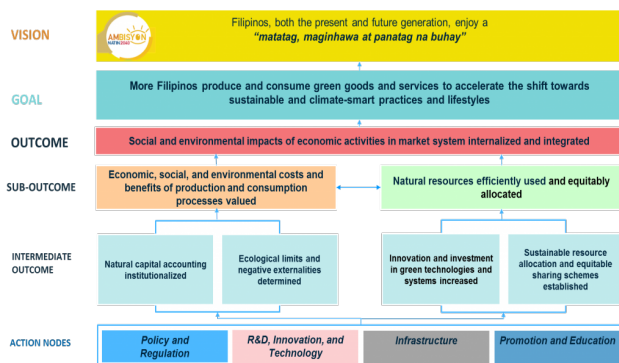 VISION
AMBISYON
NATIN 2040
Filipinos, both the present and future generation, enjoy a
"matatag, maginhawa at panatag na buhay"
GOAL
More Filipinos produce and consume green goods and services to accelerate the shift towards
sustainable and climate-smart practices and lifestyles
OUTCOME
Social and environmental impacts of economic activities in market system internalized and integrated
SUB-OUTCOME
Economic, social, and environmental costs and
benefits of production and consumption
processes valued
Natural resources efficiently used and equitably
allocated
INTERMEDIATE
OUTCOME
Natural capital accounting
institutionalized
Ecological limits and
negative externalities
determined
Innovation and investment
in green technologies and
systems increased
Sustainable resource
allocation and equitable
sharing schemes
established
ACTION NODES
Policy and
Regulation
R&D, Innovation, and
Technology
Infrastructure
Promotion and Education